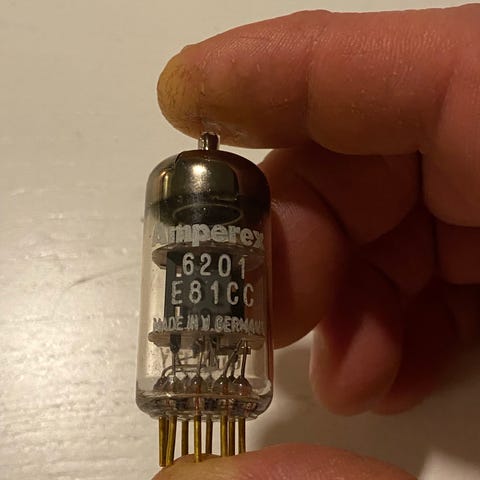 Amperex
6201
E81CC
MADE IN W. GERMANY